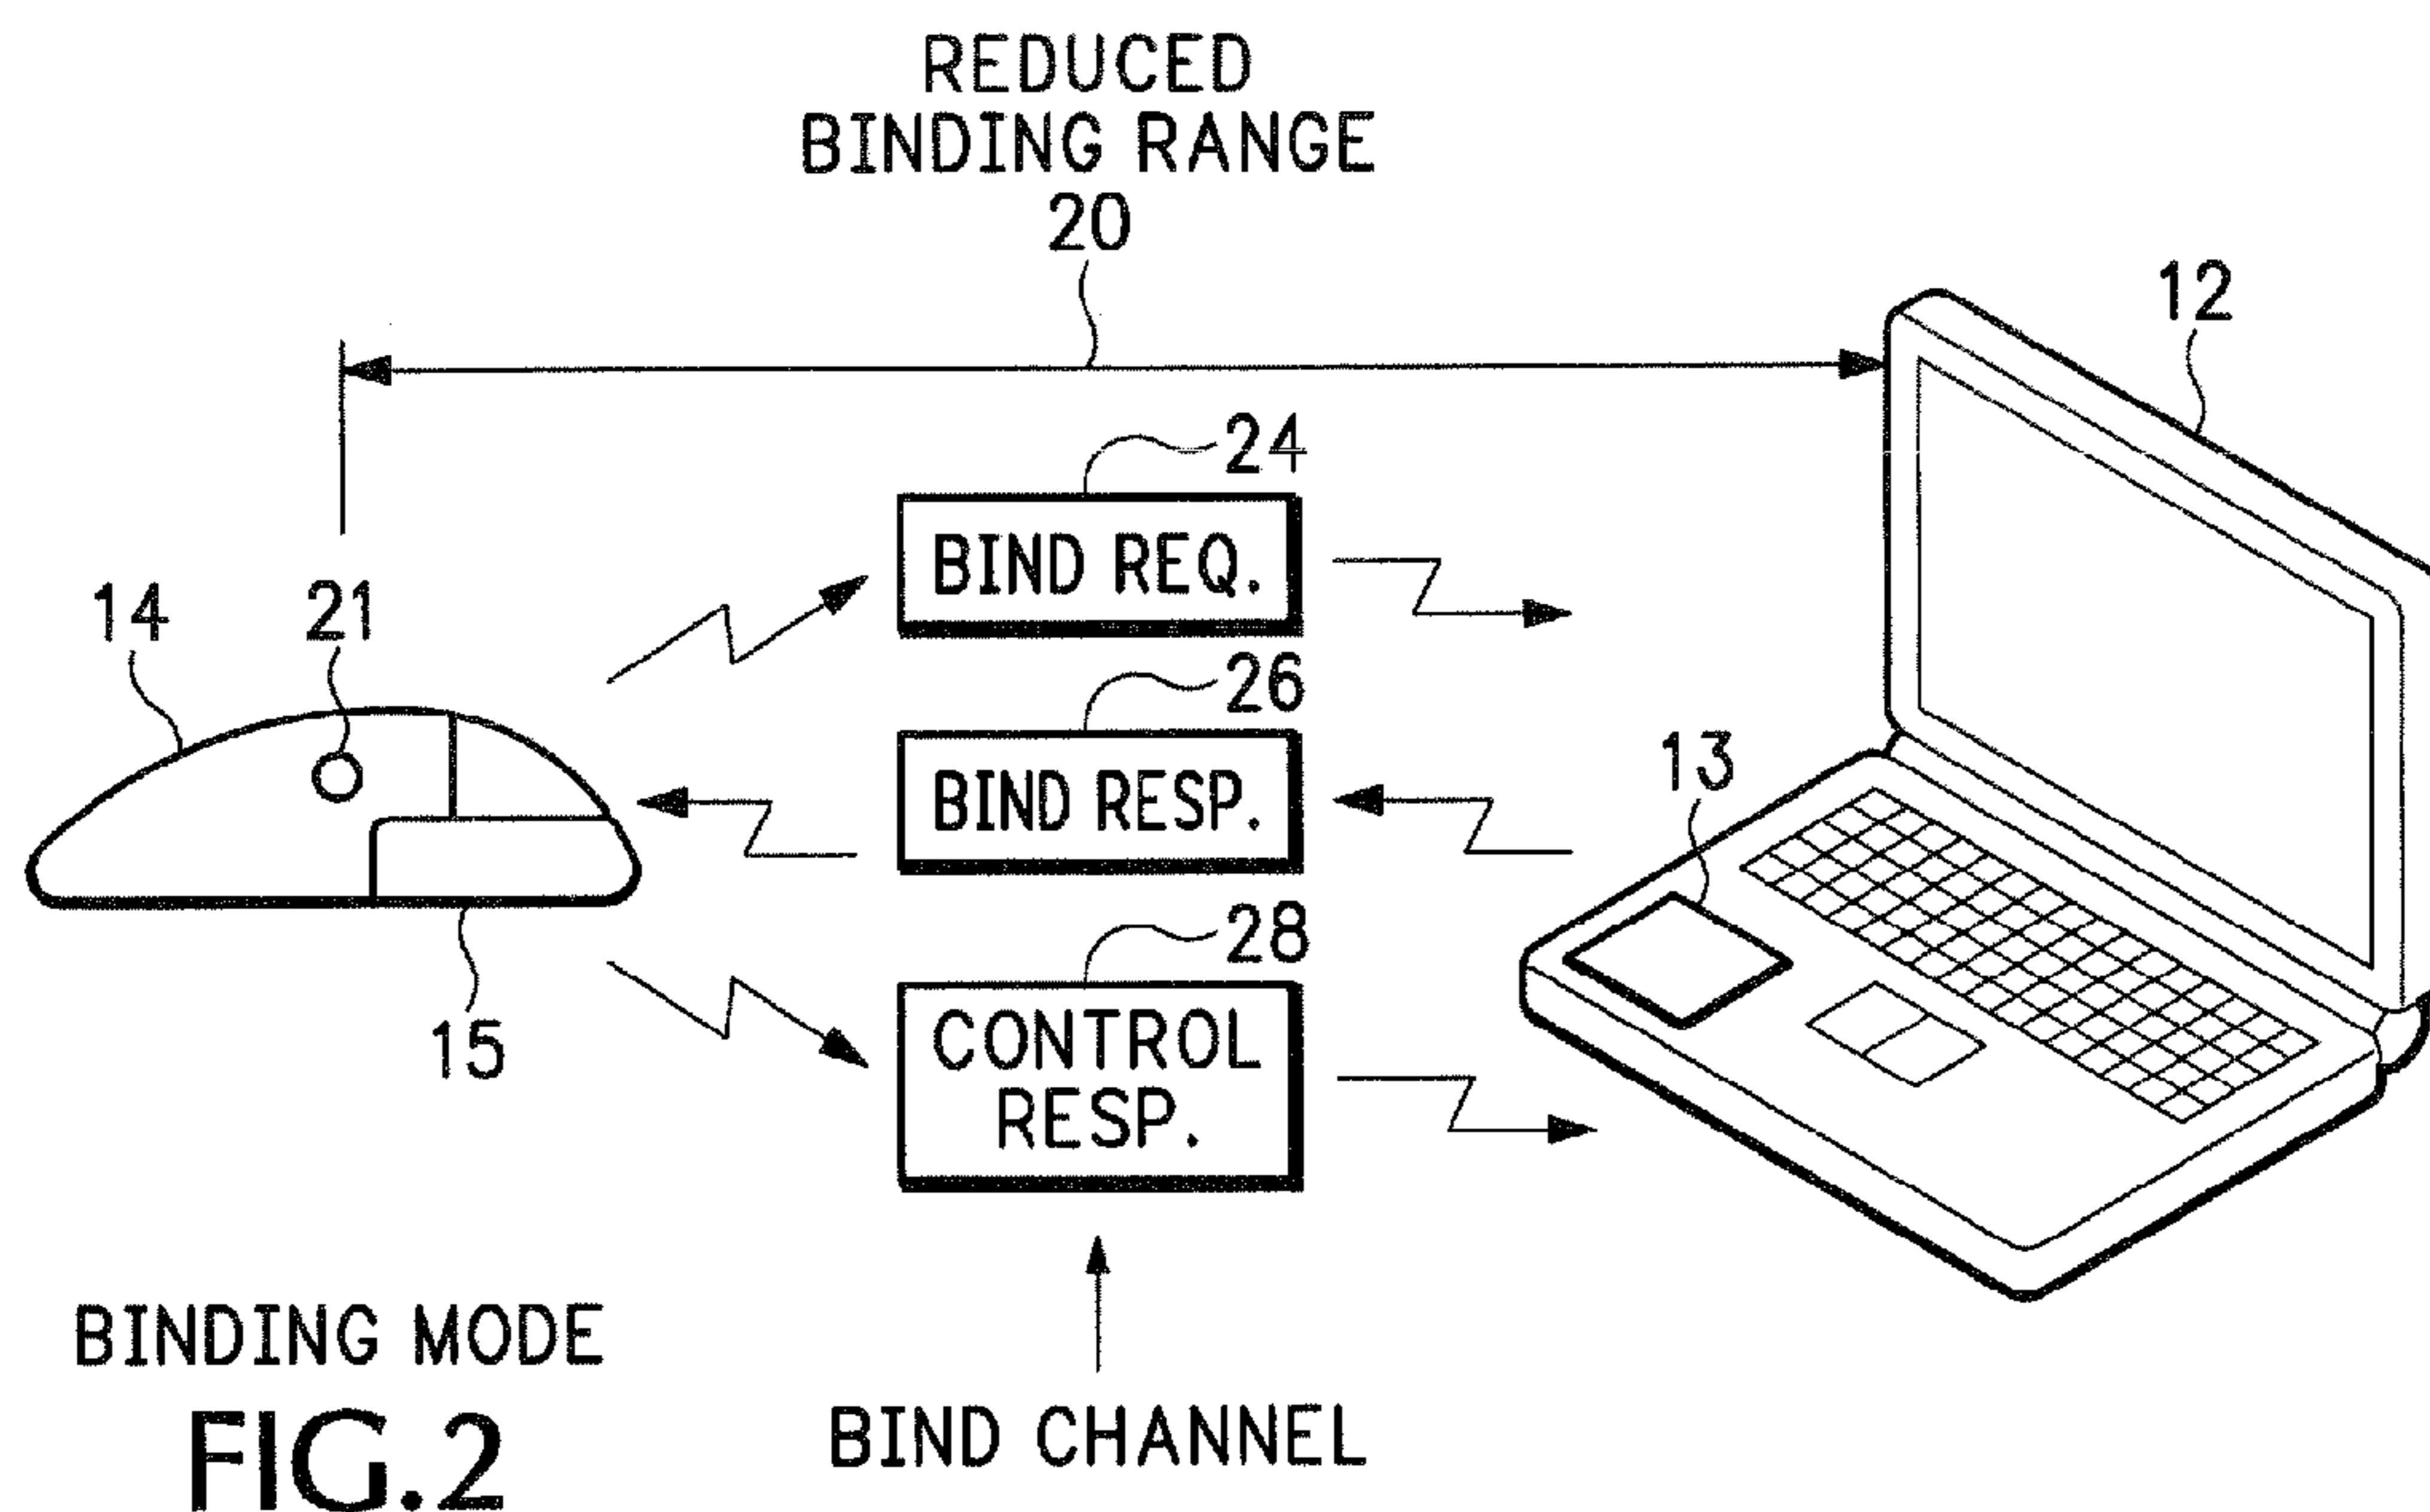 REDUCED
BINDING RANGE
20
12
24
BIND REQ.
14
21
26
BIND RESP.
13
28
CONTROL
RESP.
15
BINDING MODE
FIG.2
BIND CHANNEL